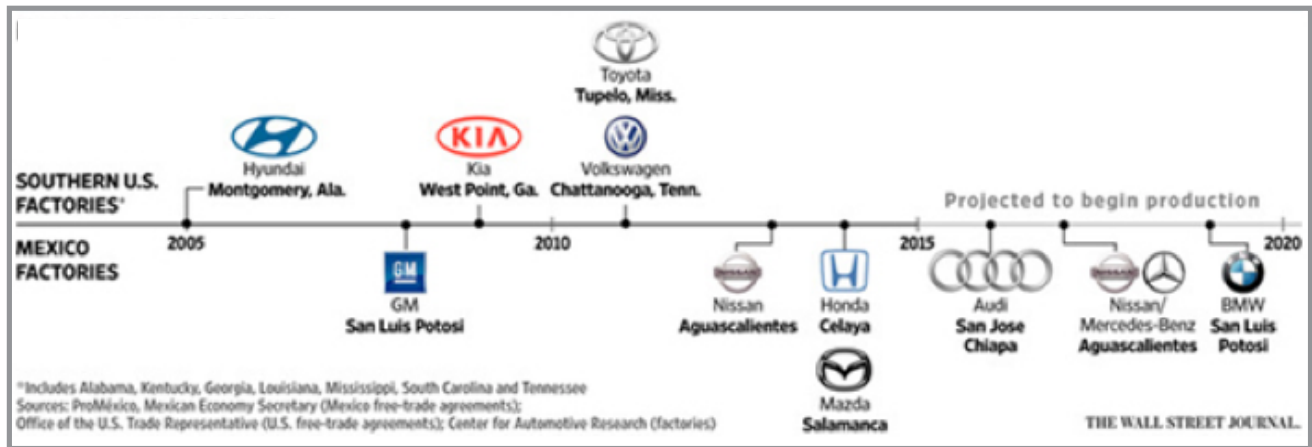 Toyota
Tupelo, Miss.
KIA
Hyundai
Montgomery, Ala.
Kia
West Point, Ga.
Volkswagen
Chattanooga, Tenn.
SOUTHERN U.S.
FACTORIES*
Projected to begin production
2005
2010
2015
2020
MEXICO
FACTORIES
GM
GM
San Luis Potosi
NISSAN
Nissan
Aguascalientes
Honda
Celaya
Mazda
Salamanca
Audi
San Jose
Chiapa
NISSAN
Nissan/
Mercedes-Benz
Aguascalientes
BMW
San Luis
Potosi
*Includes Alabama, Kentucky, Georgia, Louisiana, Mississippi, South Carolina and Tennessee
Sources: ProMéxico, Mexican Economy Secretary (Mexico free-trade agreements);
Office of the U.S. Trade Representative (U.S. free-trade agreements); Center for Automotive Research (factories)
THE WALL STREET JOURNAL.